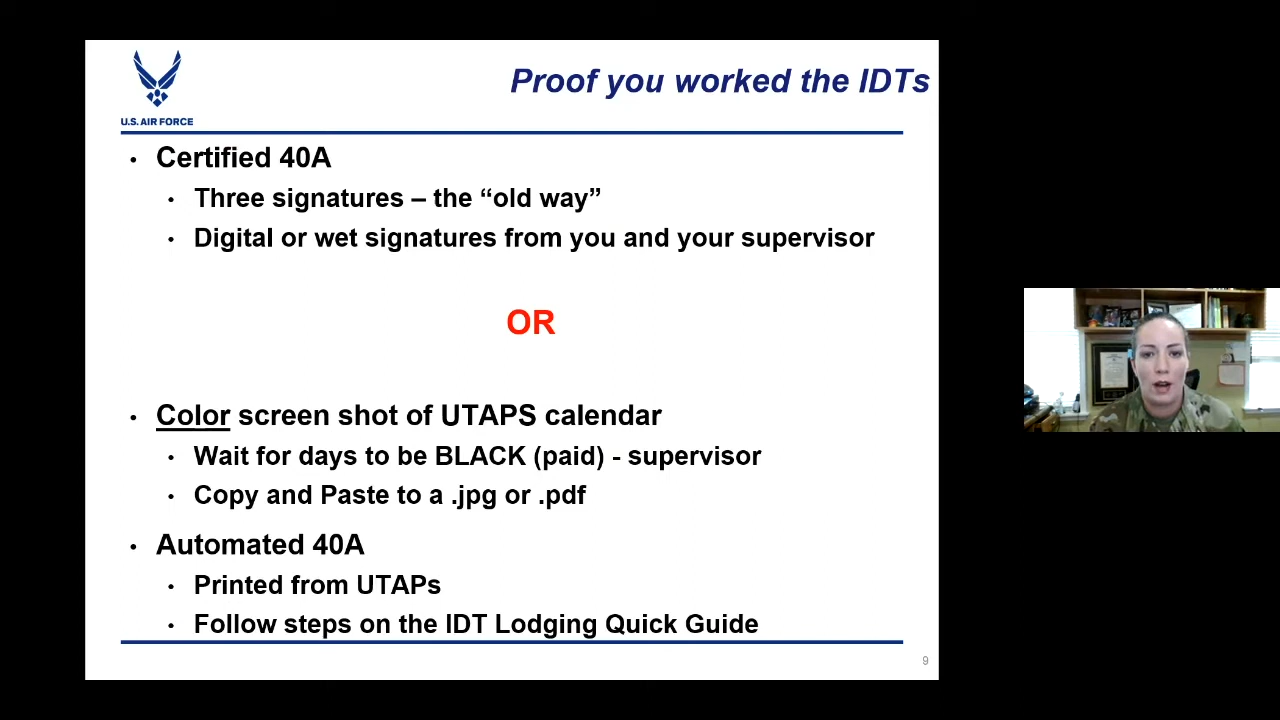 Proof you worked the IDTs
U.S. AIR FORCE
• Certified 40A
• Three signatures – the “old way”
• Digital or wet signatures from you and your supervisor
OR
• Color screen shot of UTAPS calendar
• Wait for days to be BLACK (paid) - supervisor
• Copy and Paste to a .jpg or .pdf
• Automated 40A
• Printed from UTAPs
• Follow steps on the IDT Lodging Quick Guide
9